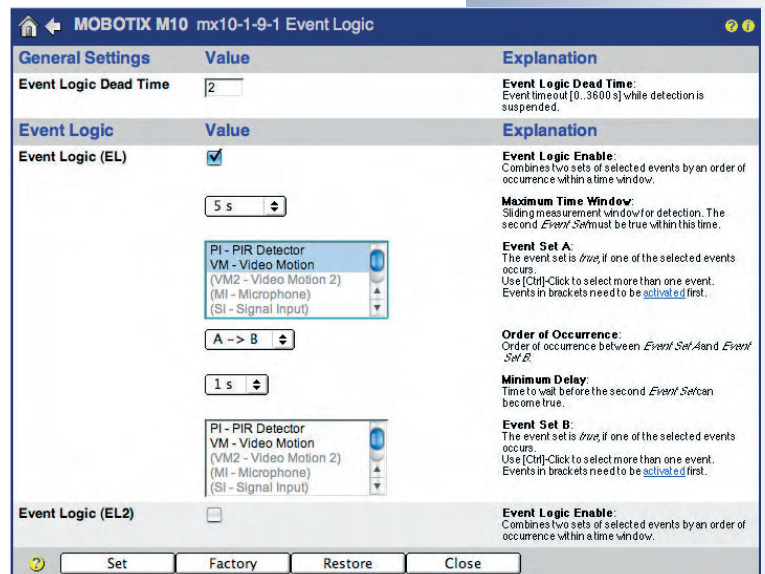 MOBOTIX M10 mx10-1-9-1 Event Logic
General Settings Value Explanation
Event Logic Dead Time 2 Event Logic Dead Time:
Event timeout [0..3600 s] while detection is
suspended.
Event Logic Value Explanation
Event Logic (EL) Event Logic Enable:
Combines two sets of selected events by an order of
occurrence within a time window.
5 s Maximum Time Window:
Sliding measurement window for detection. The
second Event Set must be true within this time.
PI - PIR Detector
VM - Video Motion
(VM2 - Video Motion 2)
(MI - Microphone)
(SI - Signal Input)
Event Set A:
The event set is true, if one of the selected events
occurs.
Use [Ctrl]-Click to select more than one event.
Events in brackets need to be activated first.
A -> B Order of Occurrence:
Order of occurrence between Event Set A and Event
Set B.
1 s Minimum Delay:
Time to wait before the second Event Set can
become true.
PI - PIR Detector
VM - Video Motion
(VM2 - Video Motion 2)
(MI - Microphone)
(SI - Signal Input)
Event Set B:
The event set is true, if one of the selected events
occurs.
Use [Ctrl]-Click to select more than one event.
Events in brackets need to be activated first.
Event Logic (EL2) Event Logic Enable:
Combines two sets of selected events by an order of
occurrence within a time window.
? Set Factory Restore Close